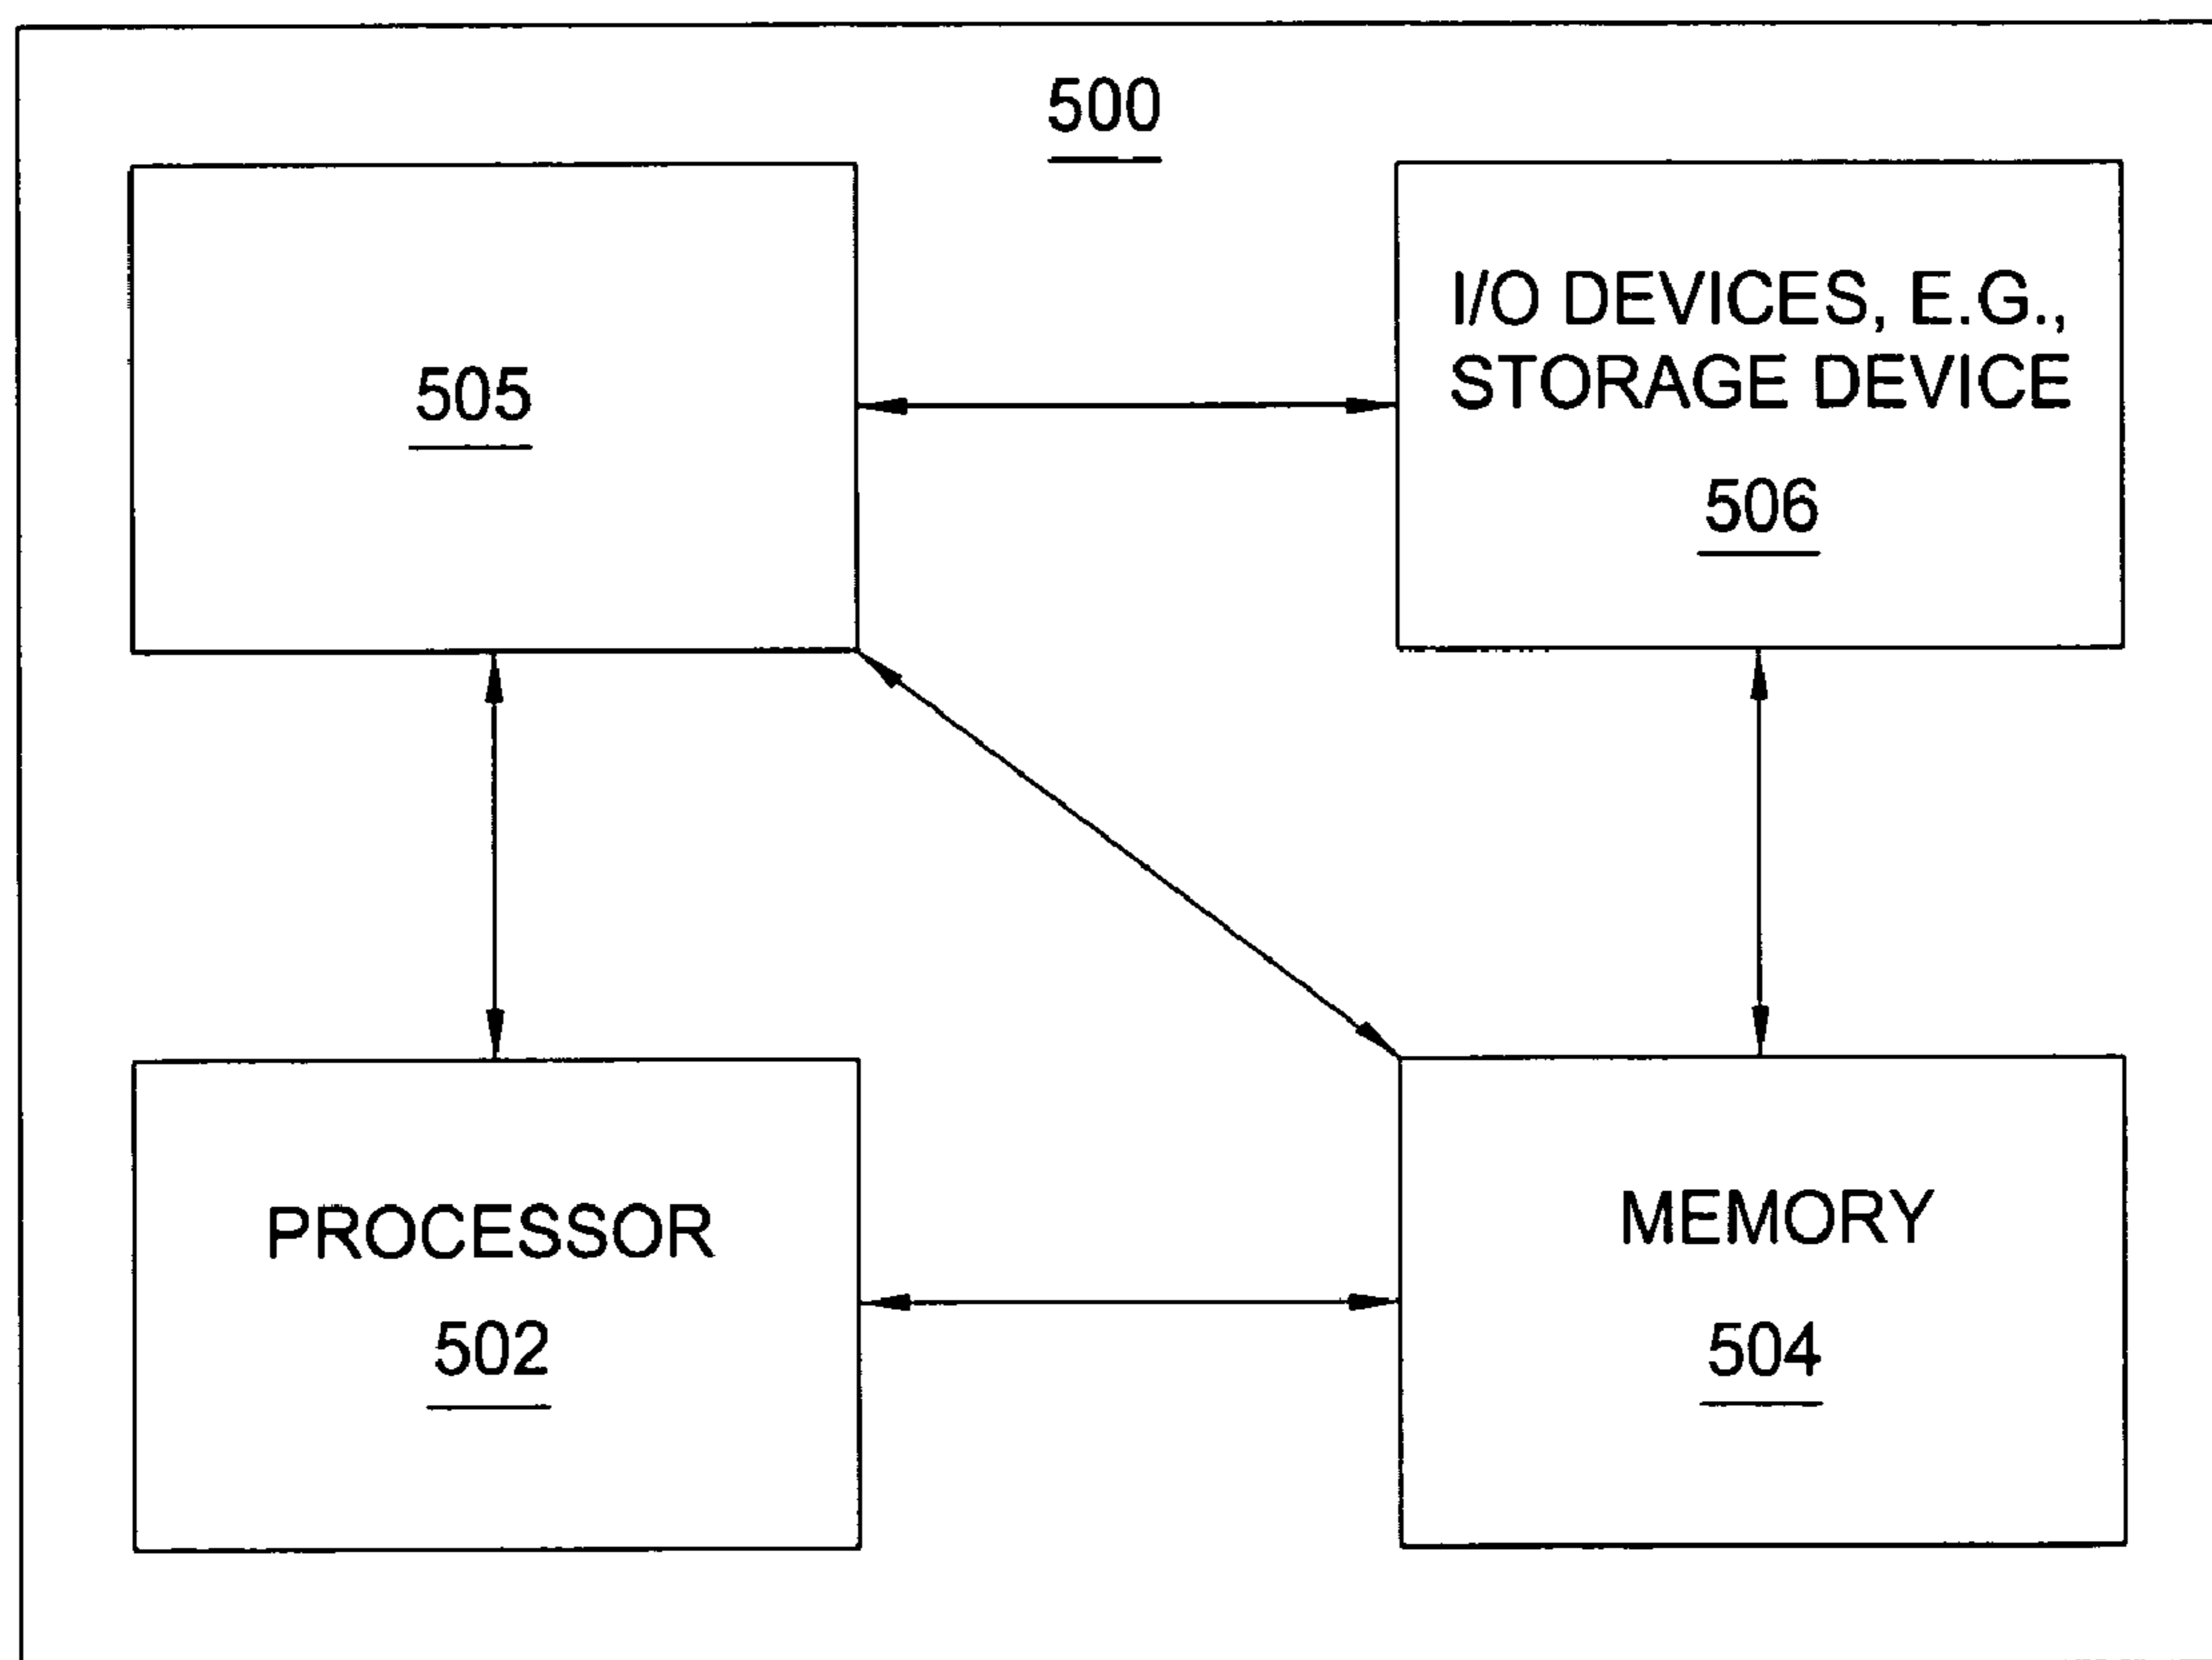 500
505
I/O DEVICES, E.G.,
STORAGE DEVICE
506
PROCESSOR
502
MEMORY
504